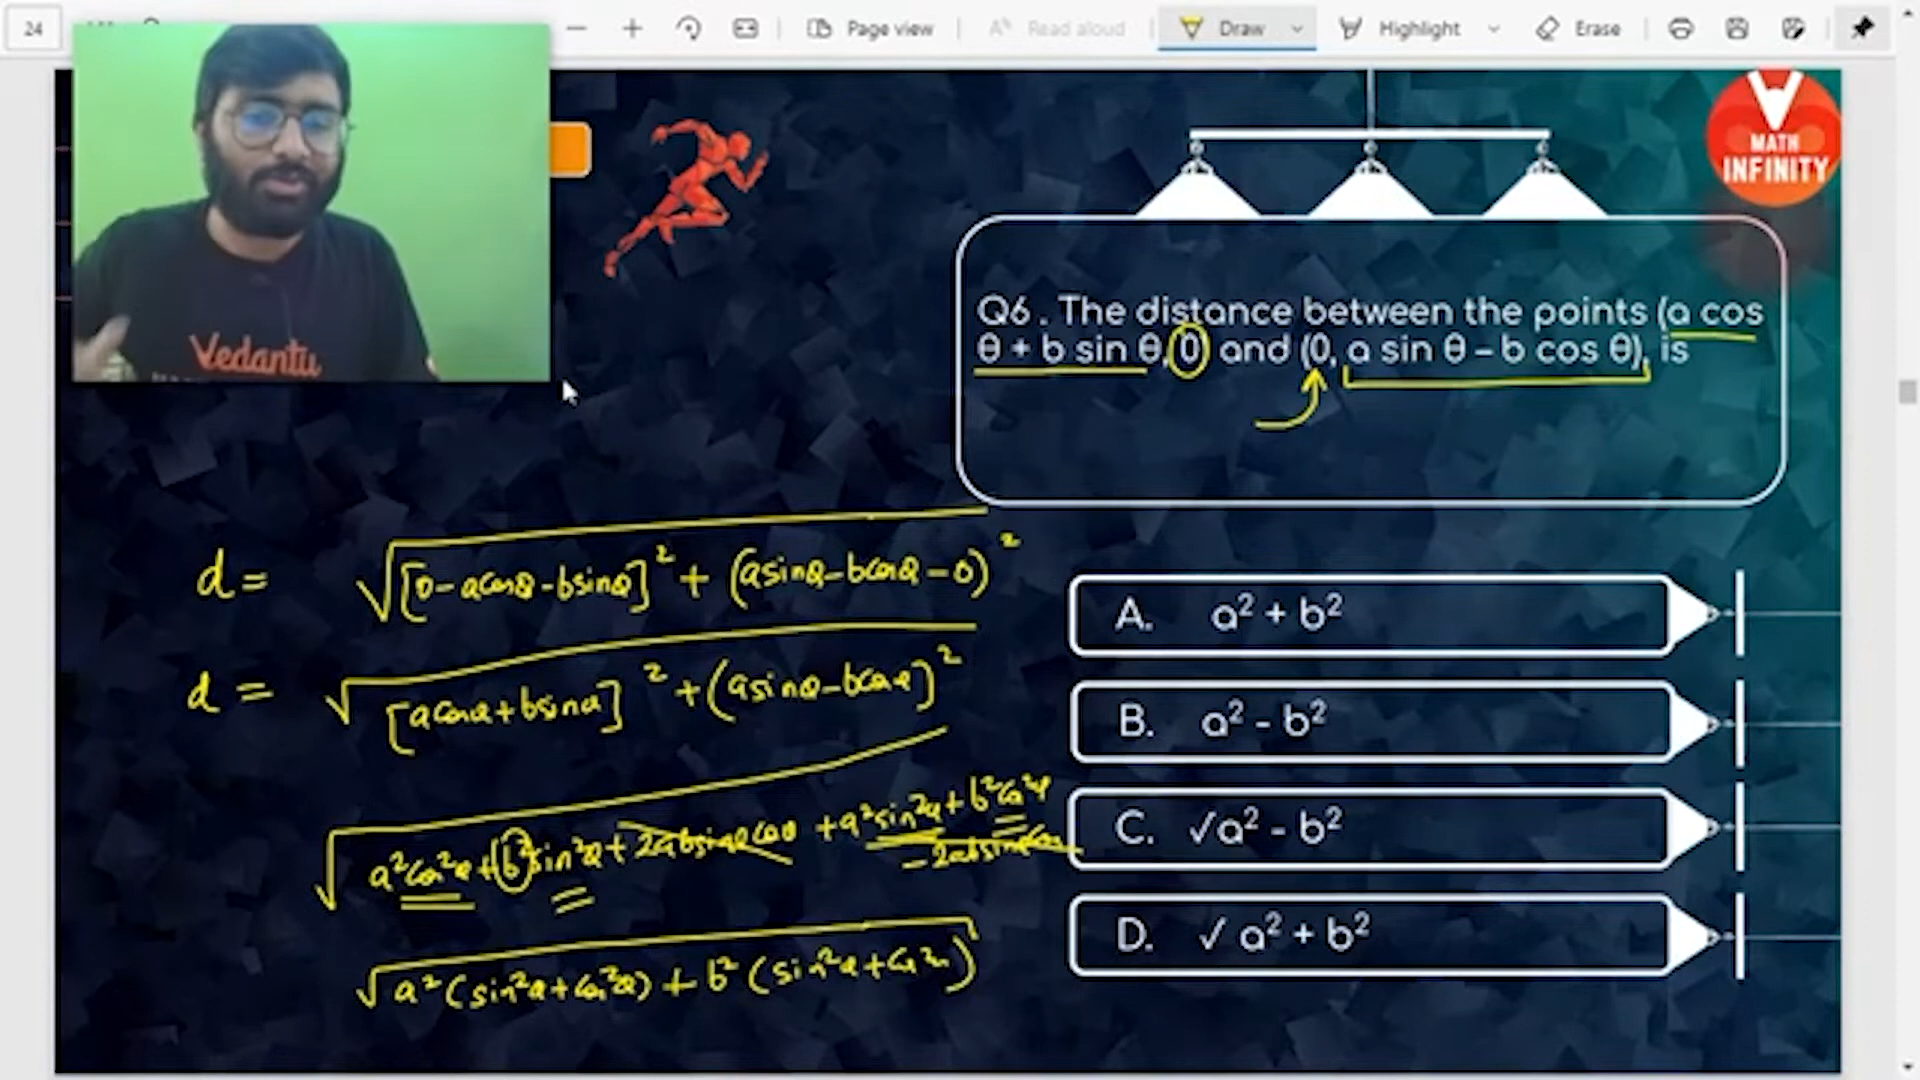 24
Page view
Read aloud
Draw
Highlight
Erase
MATH
INFINITY
Vedantu
Q6 . The distance between the points (a cos
θ + b sin θ, 0) and (0, a sin θ – b cos θ), is
d = √[0-acosθ-bsinθ]² + (asinθ-bcosθ-0)²
d = √[acosθ+bsinθ]² + (asinθ-bcosθ)²
√a²cos²θ+b²sin²θ+2absinθcosθ +a²sin²θ+b²cos²θ
-2absinθcosθ
√a²(sin²θ+cos²θ) + b²(sin²θ+cos²θ)
A. a² + b²
B. a² - b²
C. √a² - b²
D. √ a² + b²